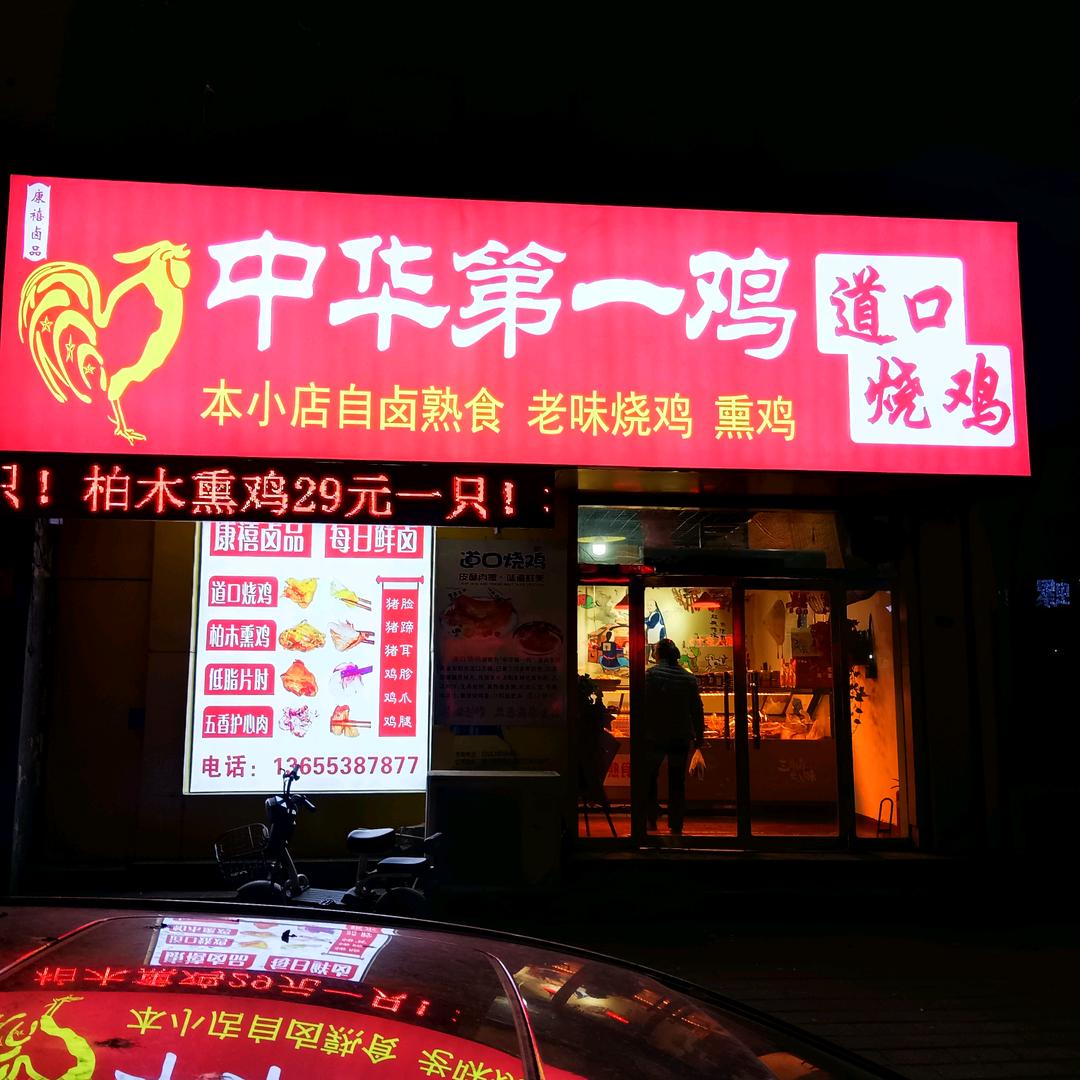 康禧卤品
中华第一鸡
道口
烧鸡
本小店自卤熟食 老味烧鸡 熏鸡
只！柏木熏鸡29元一只！
康禧卤品 每日鲜卤
道口烧鸡
柏木熏鸡
低脂片肘
五香护心肉
猪脸
猪蹄
猪耳
鸡胗
鸡爪
鸡腿
电话：13655387877
道口烧鸡